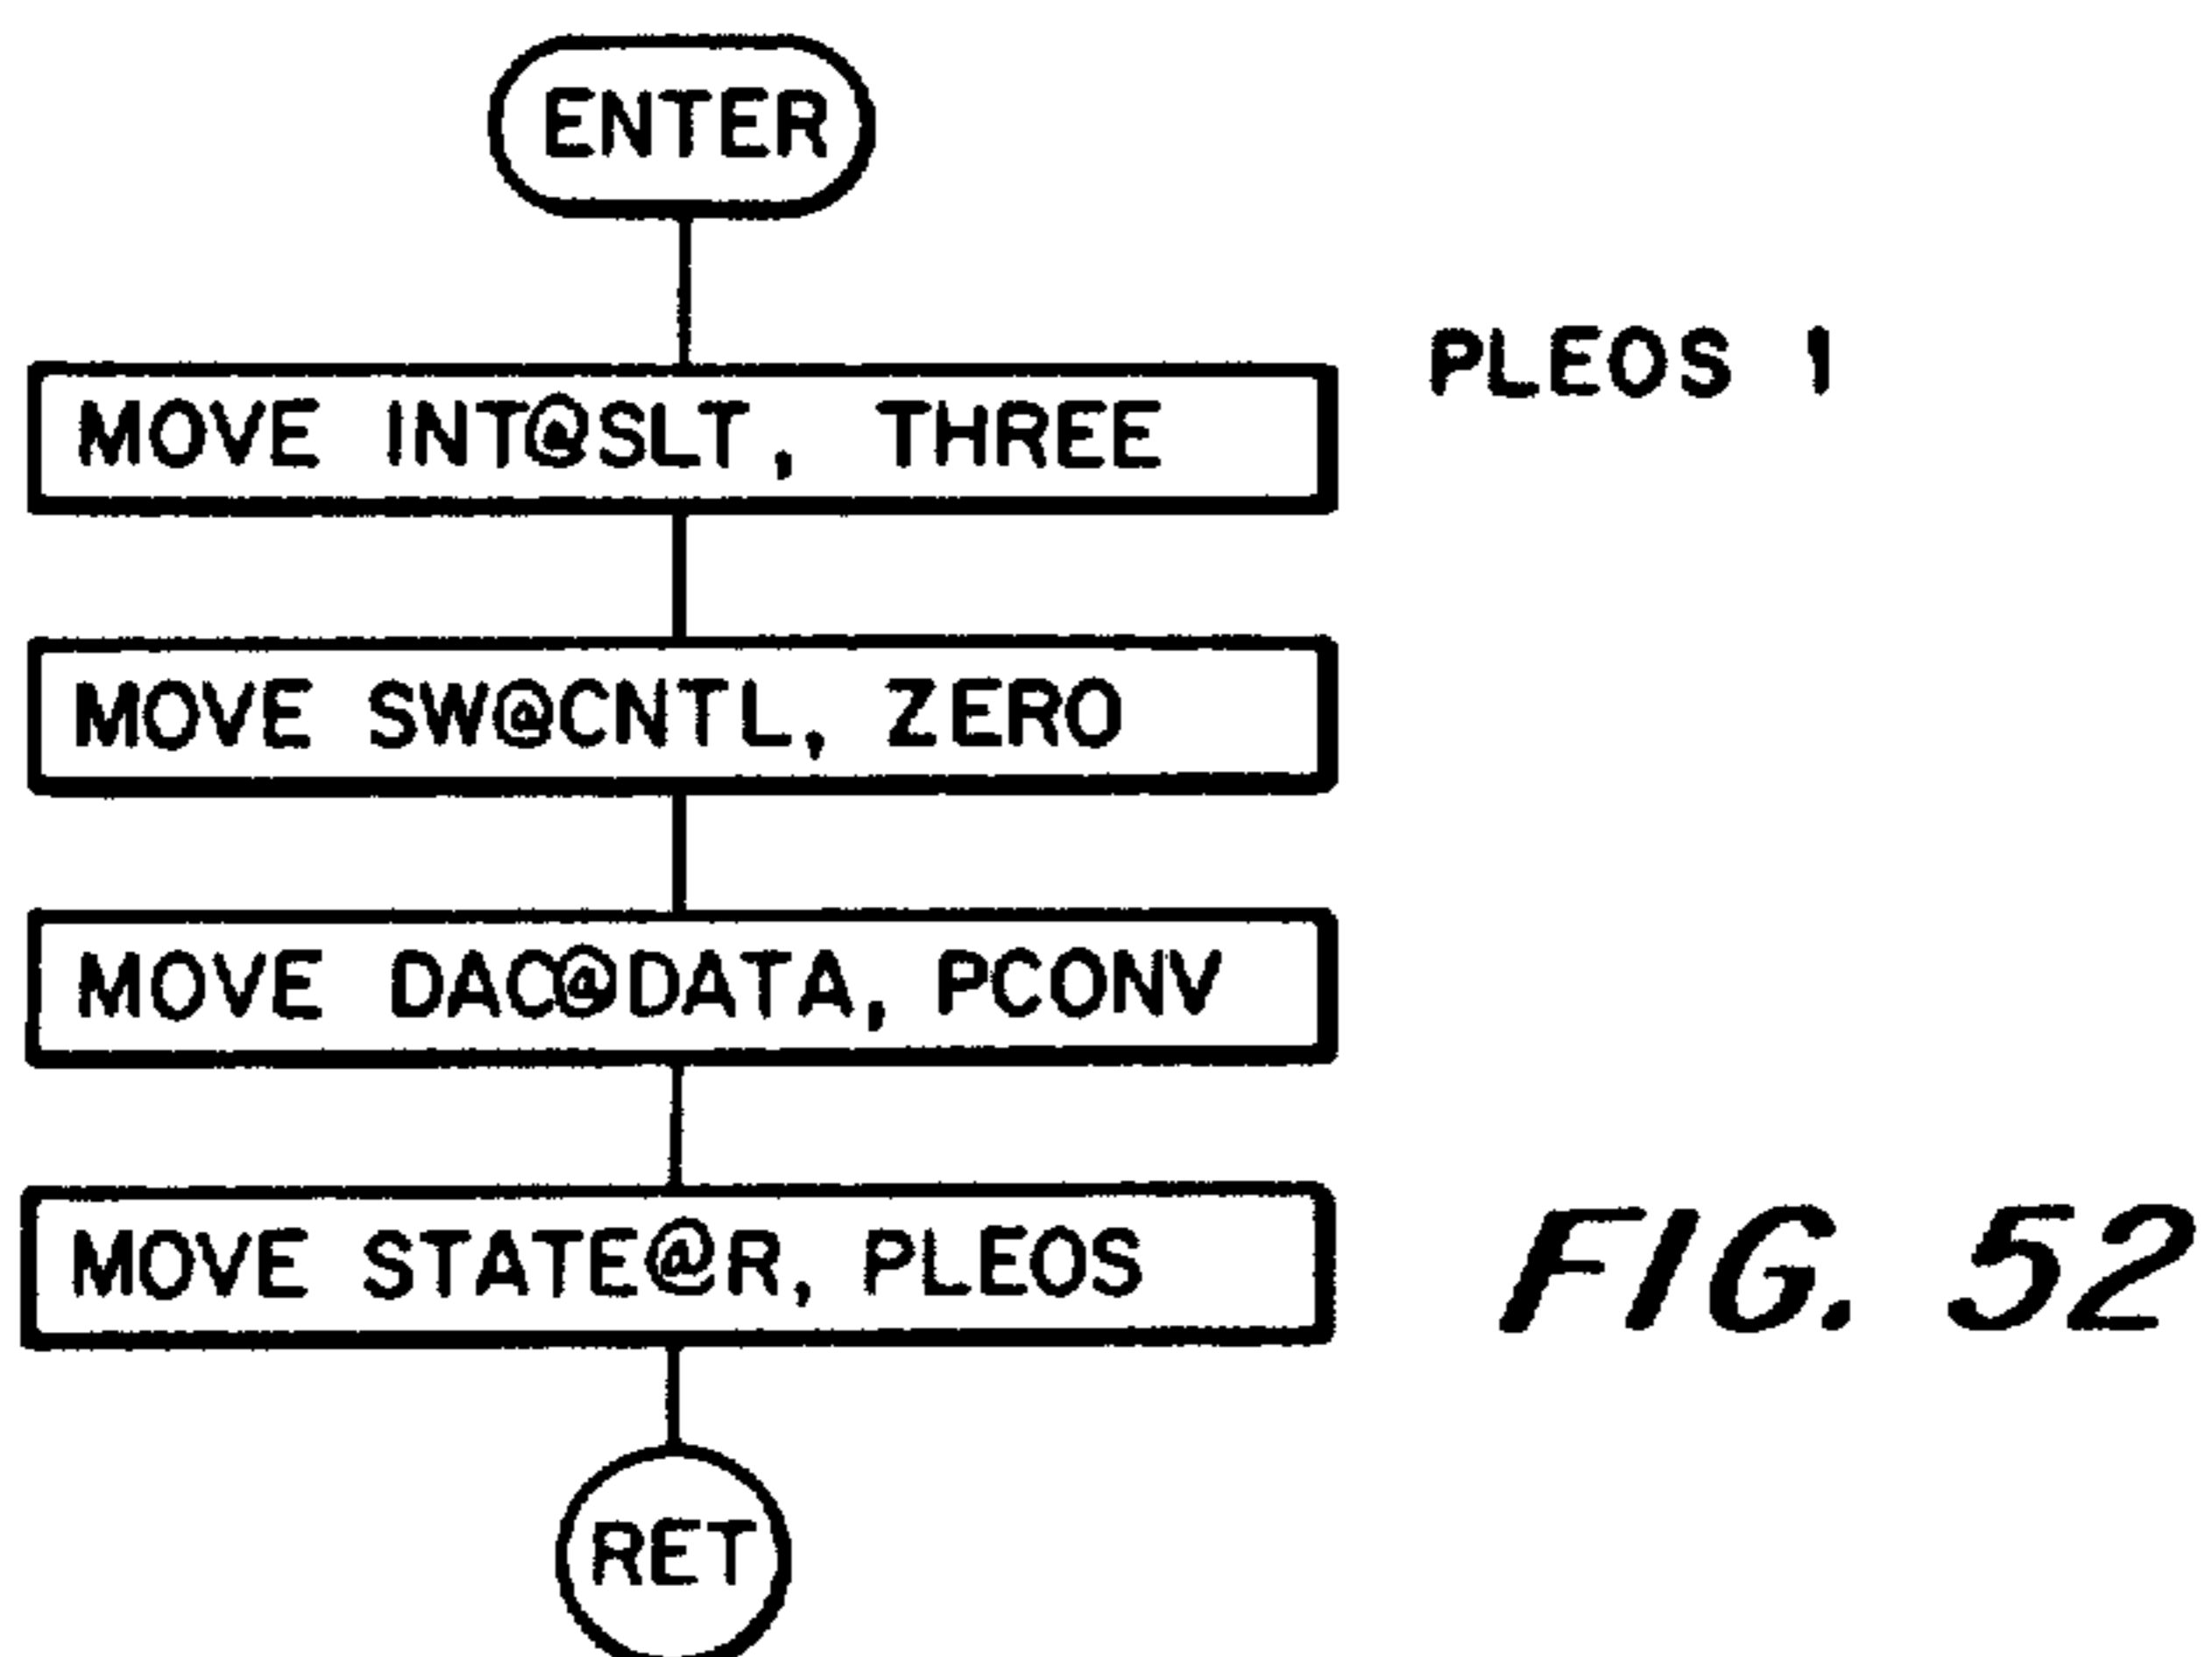 ENTER
PLEOS 1
MOVE INT@SLT, THREE
MOVE SW@CNTL, ZERO
MOVE DAC@DATA, PCONV
MOVE STATE@R, PLEOS
FIG. 52
RET